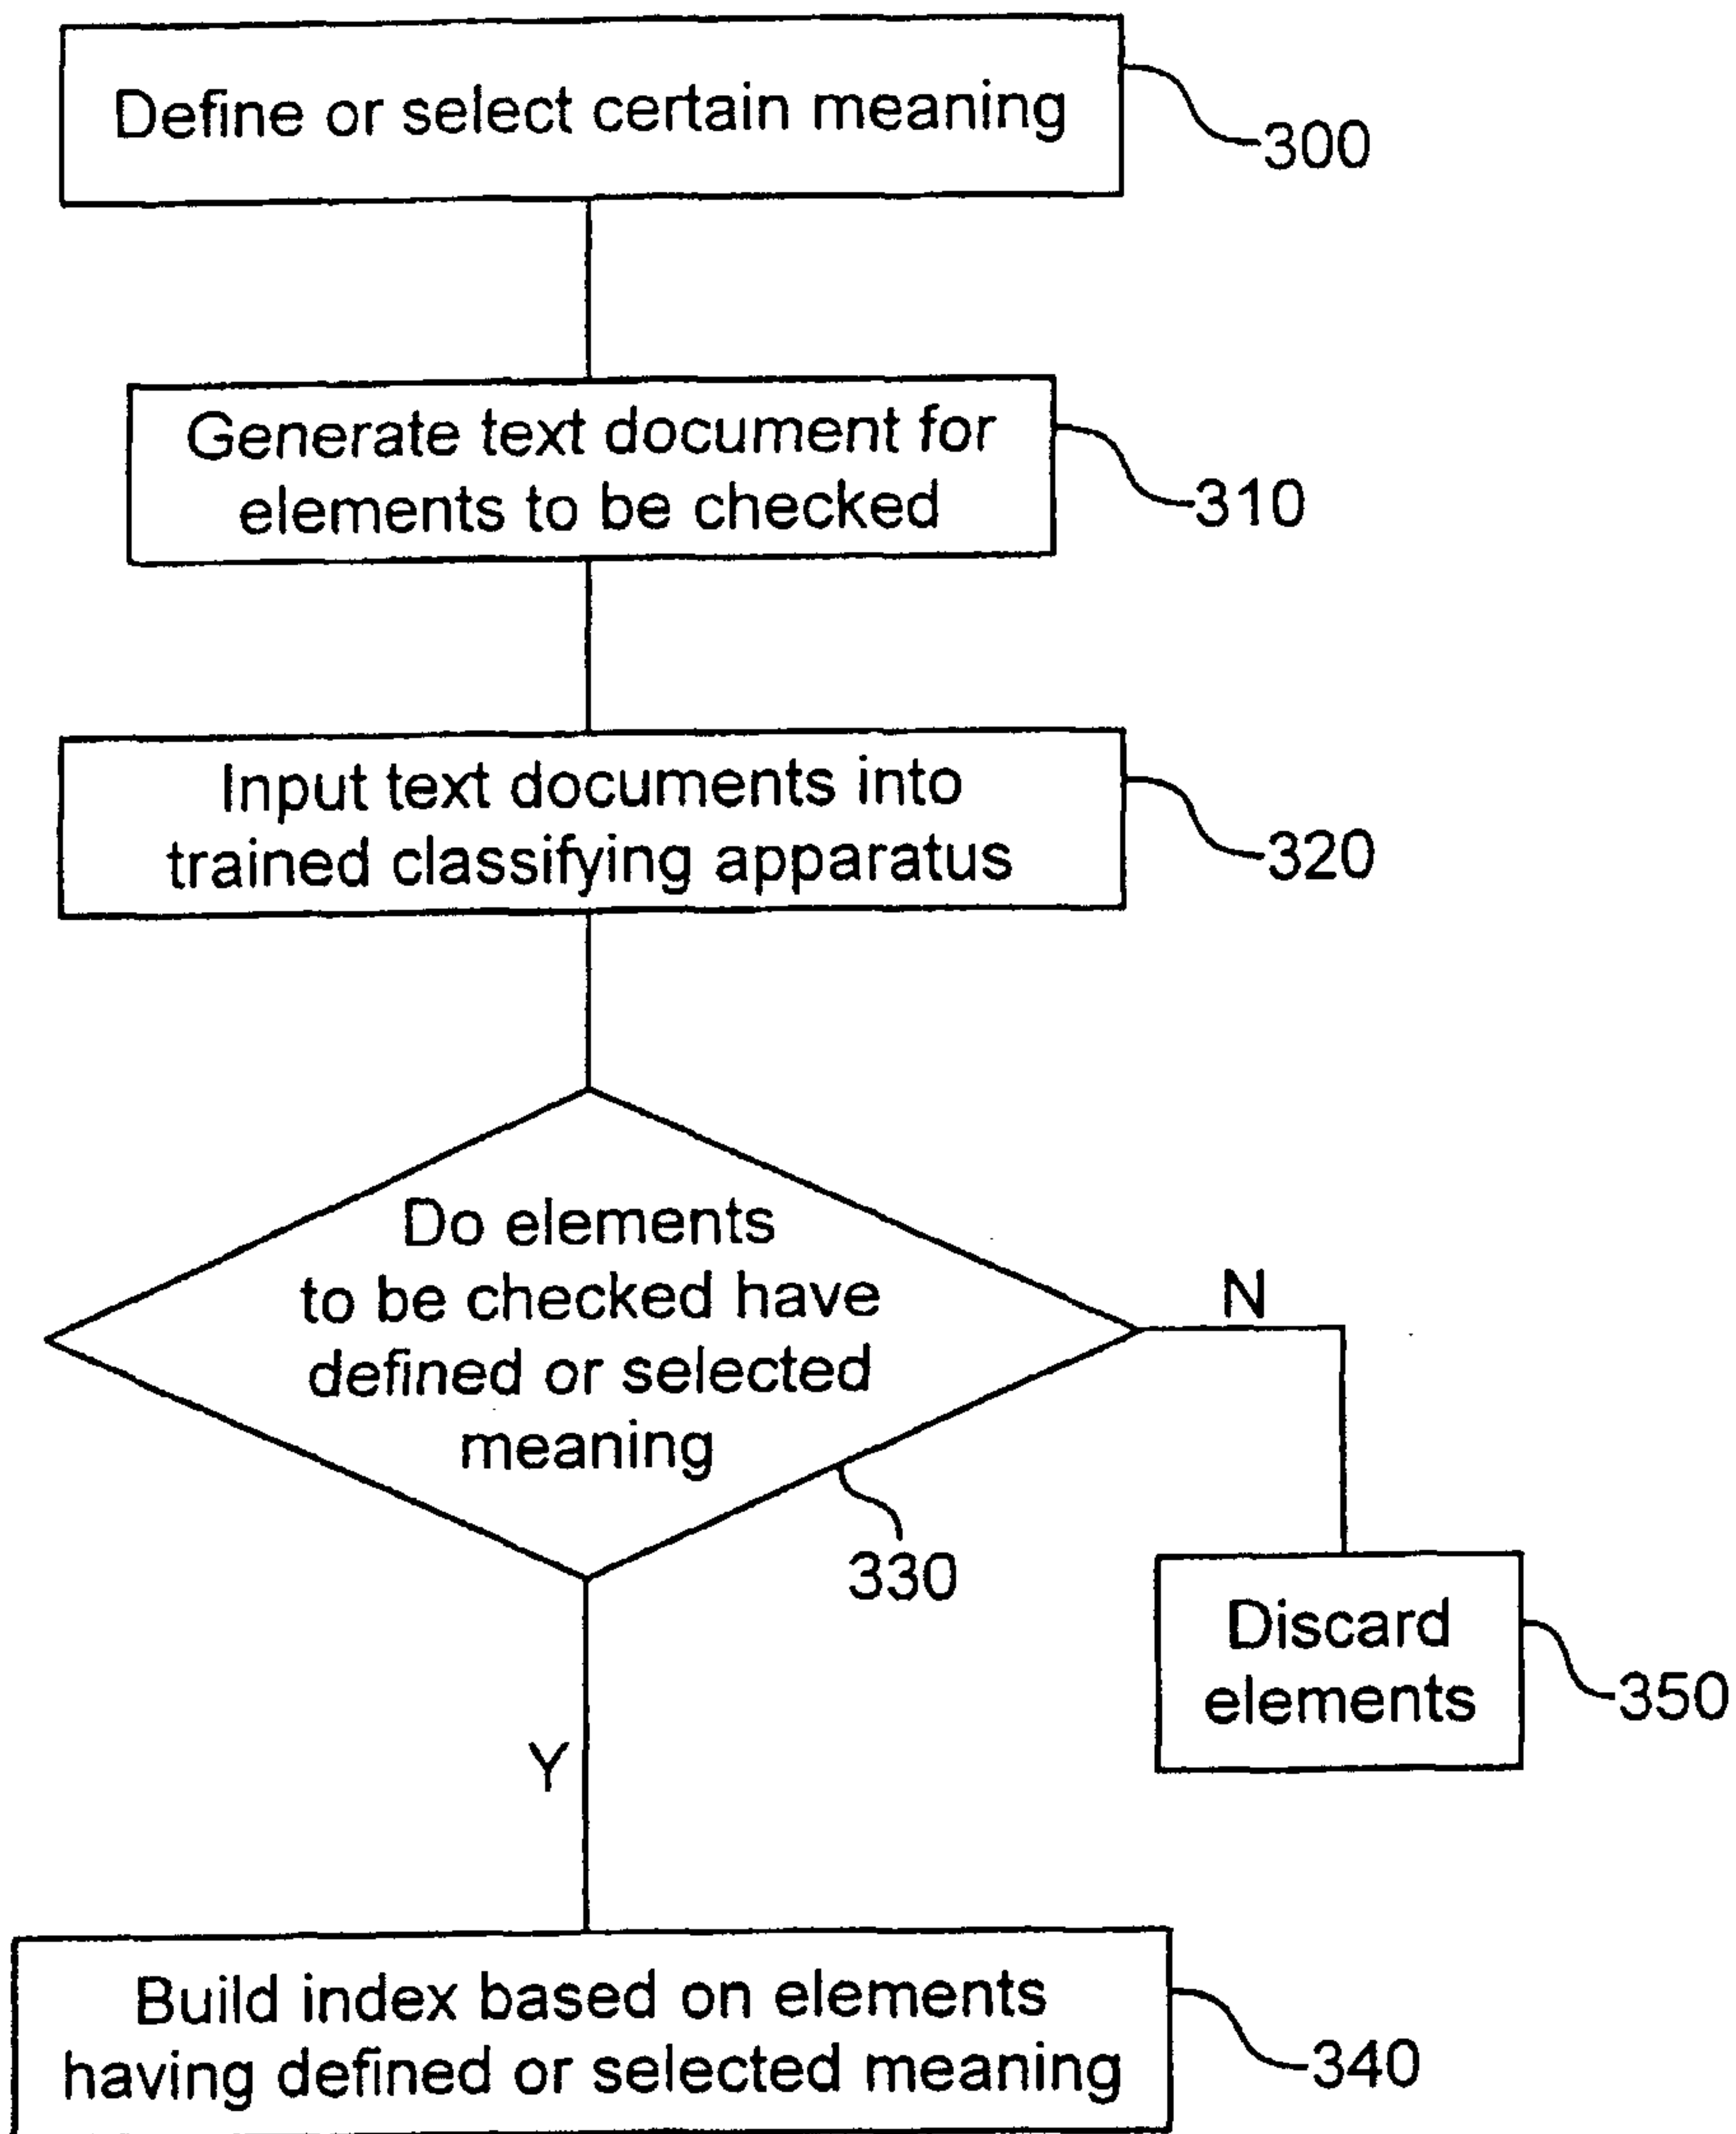 Define or select certain meaning
300
Generate text document for
elements to be checked
310
Input text documents into
trained classifying apparatus
320
Do elements
to be checked have
defined or selected
meaning
N
330
Discard
elements
350
Y
Build index based on elements
having defined or selected meaning
340